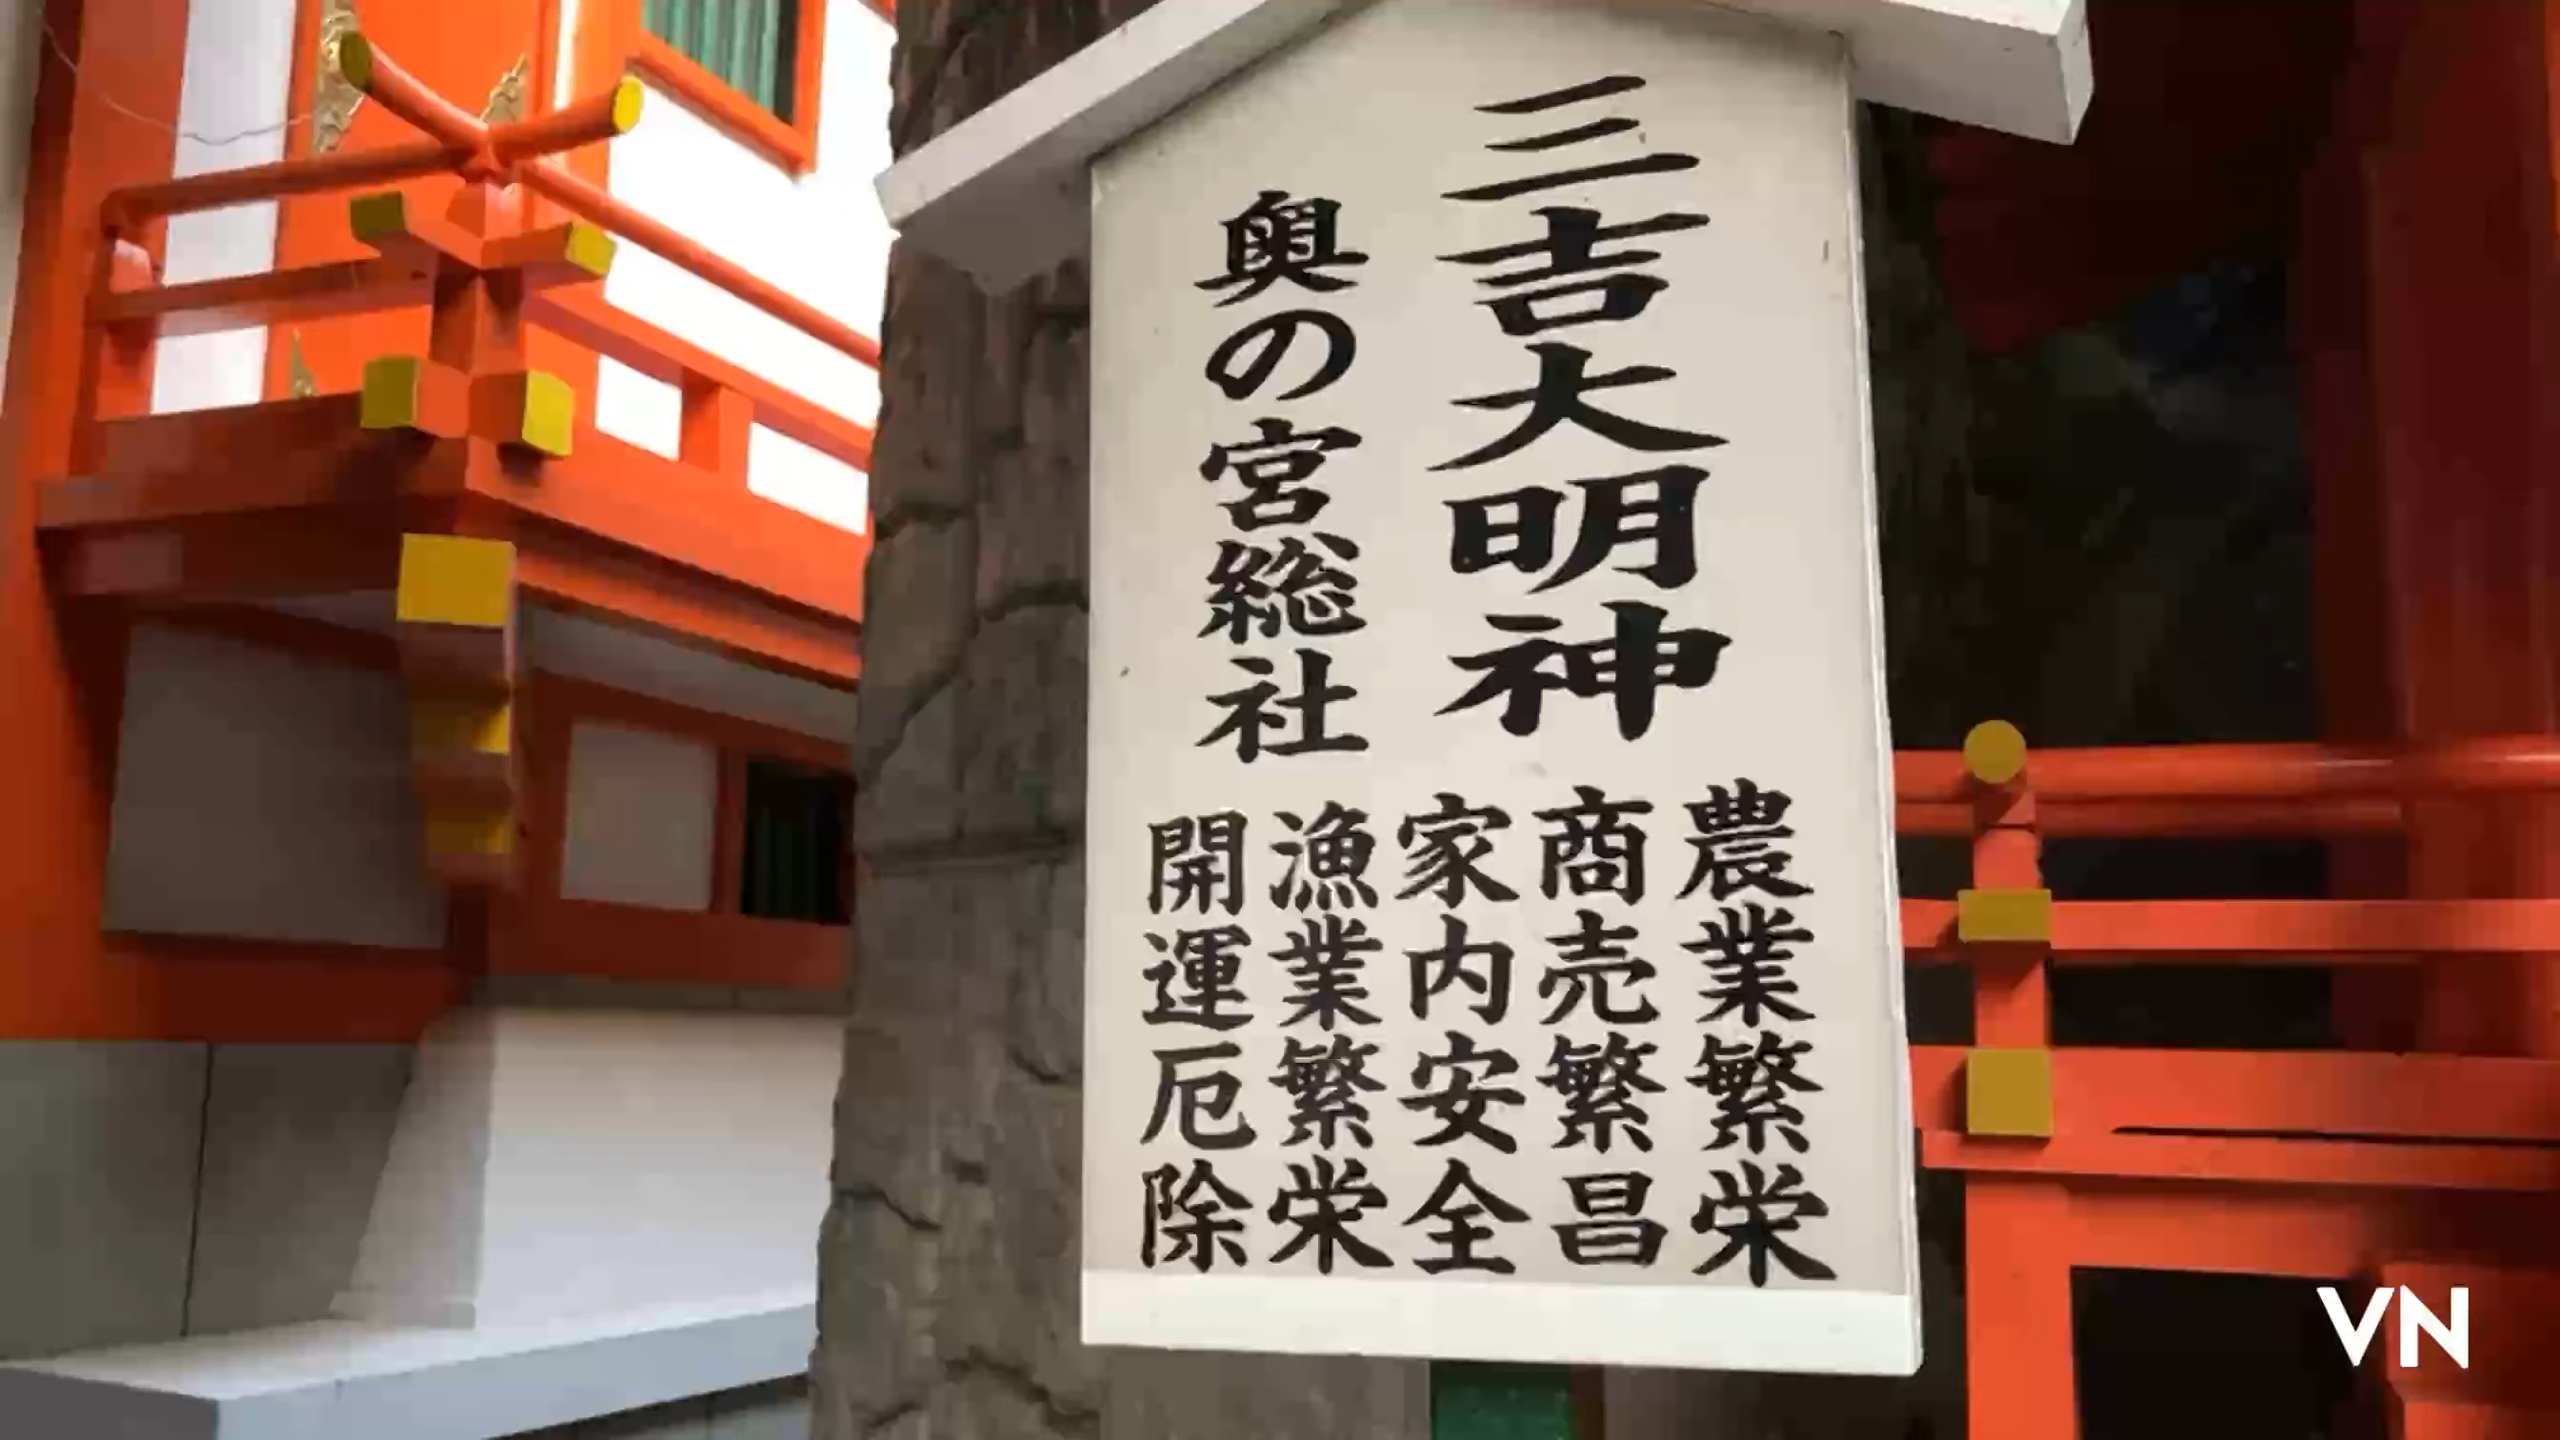 三吉大明神
奥の宮総社
農業繁栄
商売繁昌
家内安全
漁業繁栄
開運厄除
VN